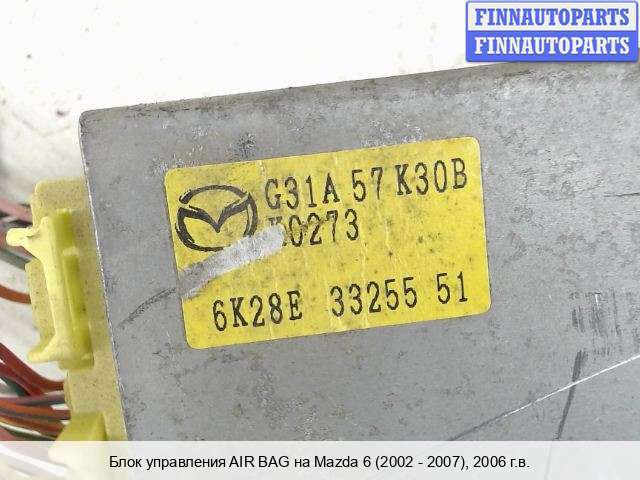 FINNAUTOPARTS
FINNAUTOPARTS
G31A 57 K30B
K0273
6K28E 33255 51
Блок управления AIR BAG на Mazda 6 (2002 - 2007), 2006 г.в.